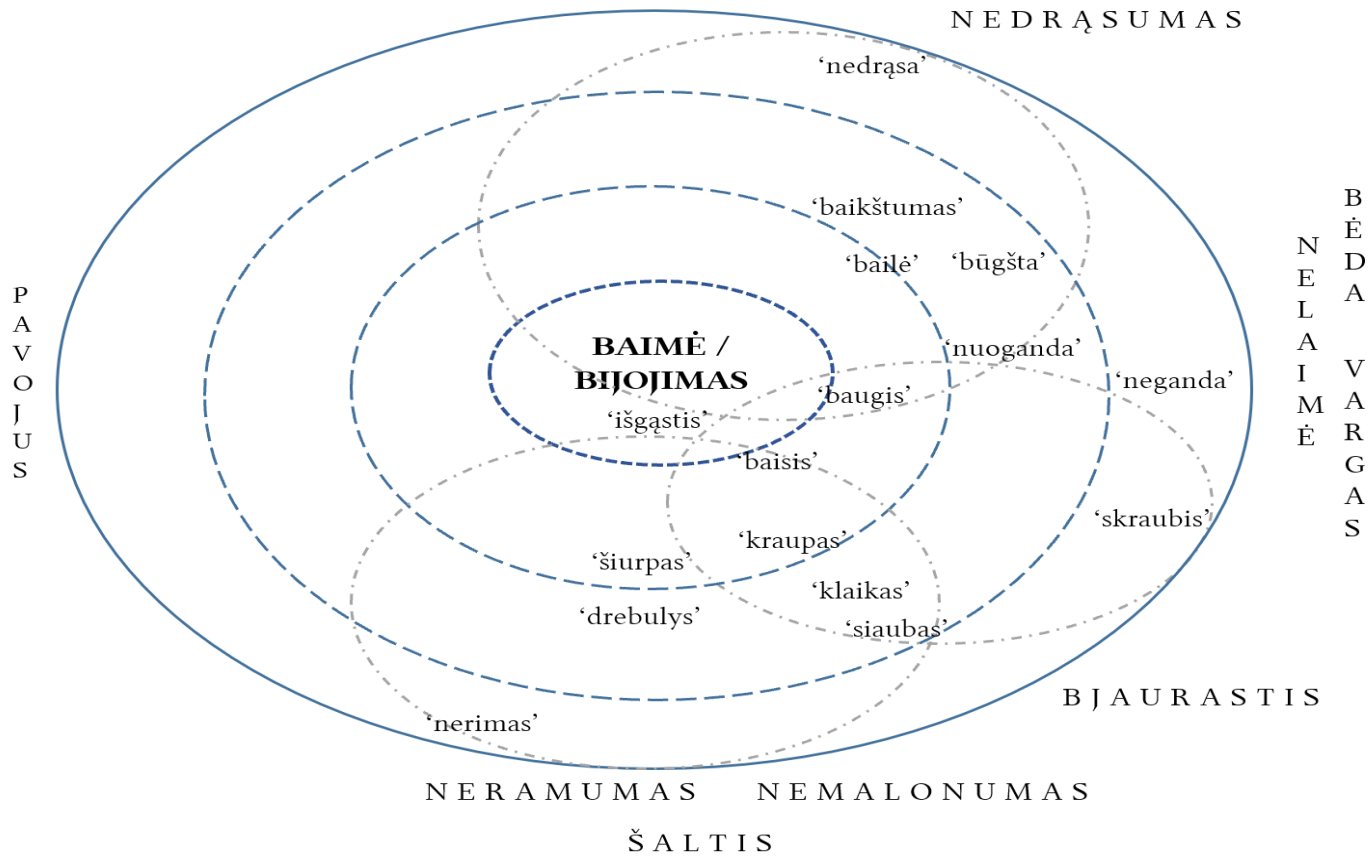 NEDRĄSUMAS
‘nedrąsa’
‘baikštumas’
‘bailė’
‘būgšta’
BAIMĖ /
BIJOJIMAS
‘nuoganda’
‘neganda’
‘baugis’
‘išgąstis’
‘baisis’
‘skraubis’
‘kraupas’
‘šiurpas’
‘klaikas’
‘drebulys’
‘siaubas’
‘nerimas’
PAVOJUS
NELAIMĖ
BĖDA VARGAS
BJAURASTIS
NERAMUMAS NEMALONUMAS
ŠALTIS